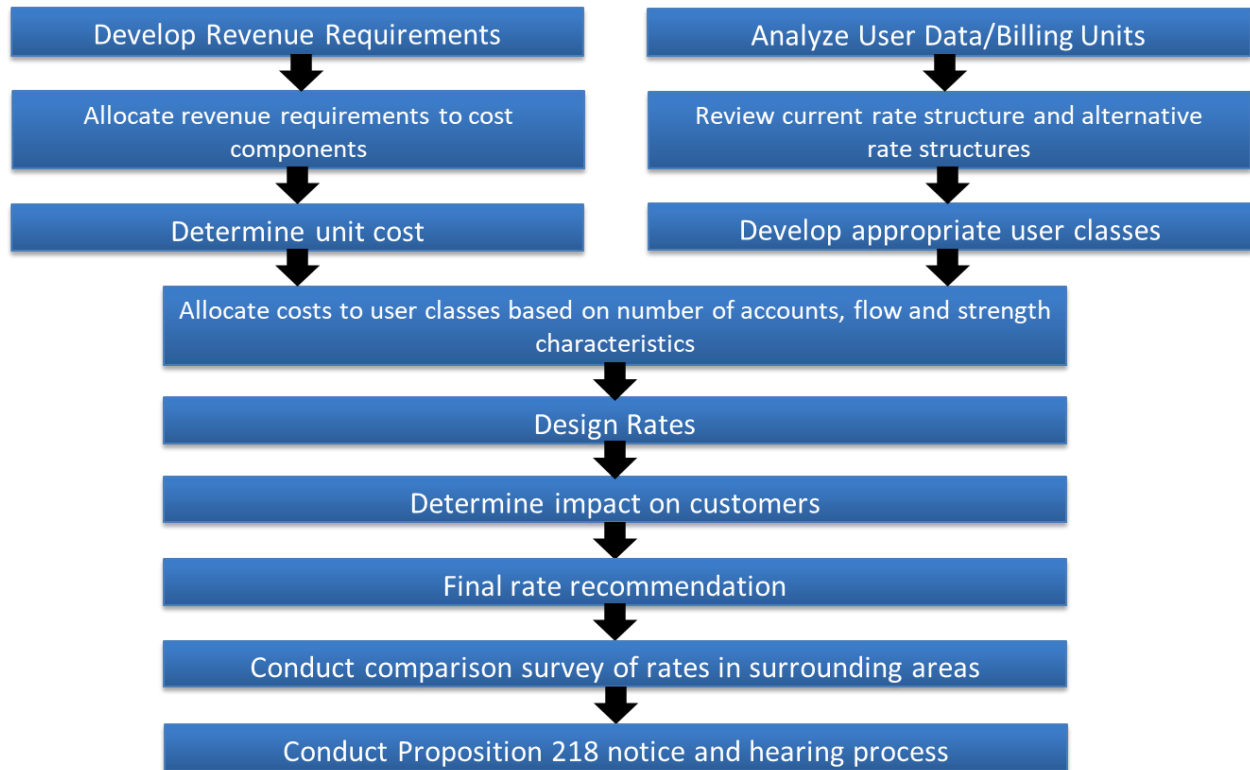 Develop Revenue Requirements
Analyze User Data/Billing Units
Allocate revenue requirements to cost
components
Review current rate structure and alternative
rate structures
Determine unit cost
Develop appropriate user classes
Allocate costs to user classes based on number of accounts, flow and strength
characteristics
Design Rates
Determine impact on customers
Final rate recommendation
Conduct comparison survey of rates in surrounding areas
Conduct Proposition 218 notice and hearing process